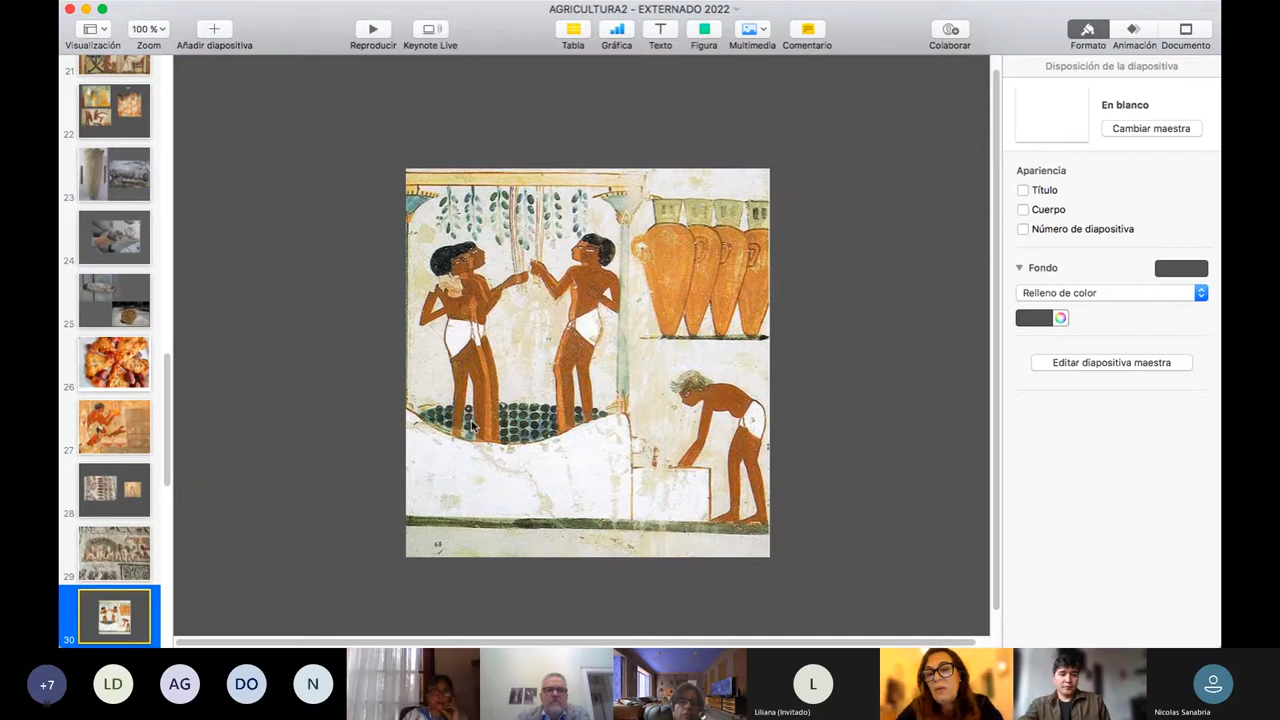 AGRICULTURA2 - EXTERNADO 2022
100 %
Visualización Zoom Añadir diapositiva Reproducir Keynote Live Tabla Gráfica Texto Figura Multimedia Comentario Colaborar Formato Animación Documento
Disposición de la diapositiva
En blanco
Cambiar maestra
Apariencia
Título
Cuerpo
Número de diapositiva
Fondo
Relleno de color
Editar diapositiva maestra
21
22
23
24
25
26
27
28
29
30
68
+7
LD
AG
DO
N
L
Liliana (Invitado)
Nicolas Sanabria